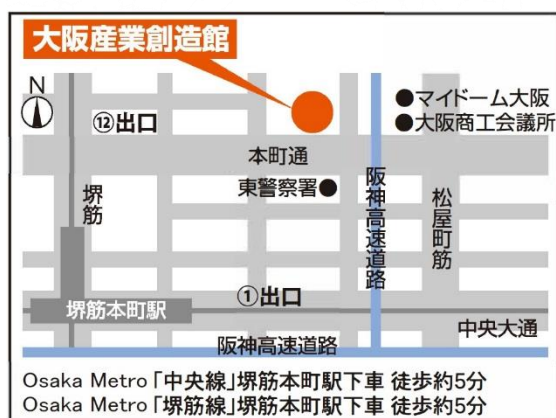 大阪産業創造館
N
⑫出口
●マイドーム大阪
●大阪商工会議所
本町通
東警察署●
堺筋
阪神高速道路
松屋町筋
①出口
堺筋本町駅
中央大通
阪神高速道路
Osaka Metro「中央線」堺筋本町駅下車 徒歩約5分
Osaka Metro「堺筋線」堺筋本町駅下車 徒歩約5分